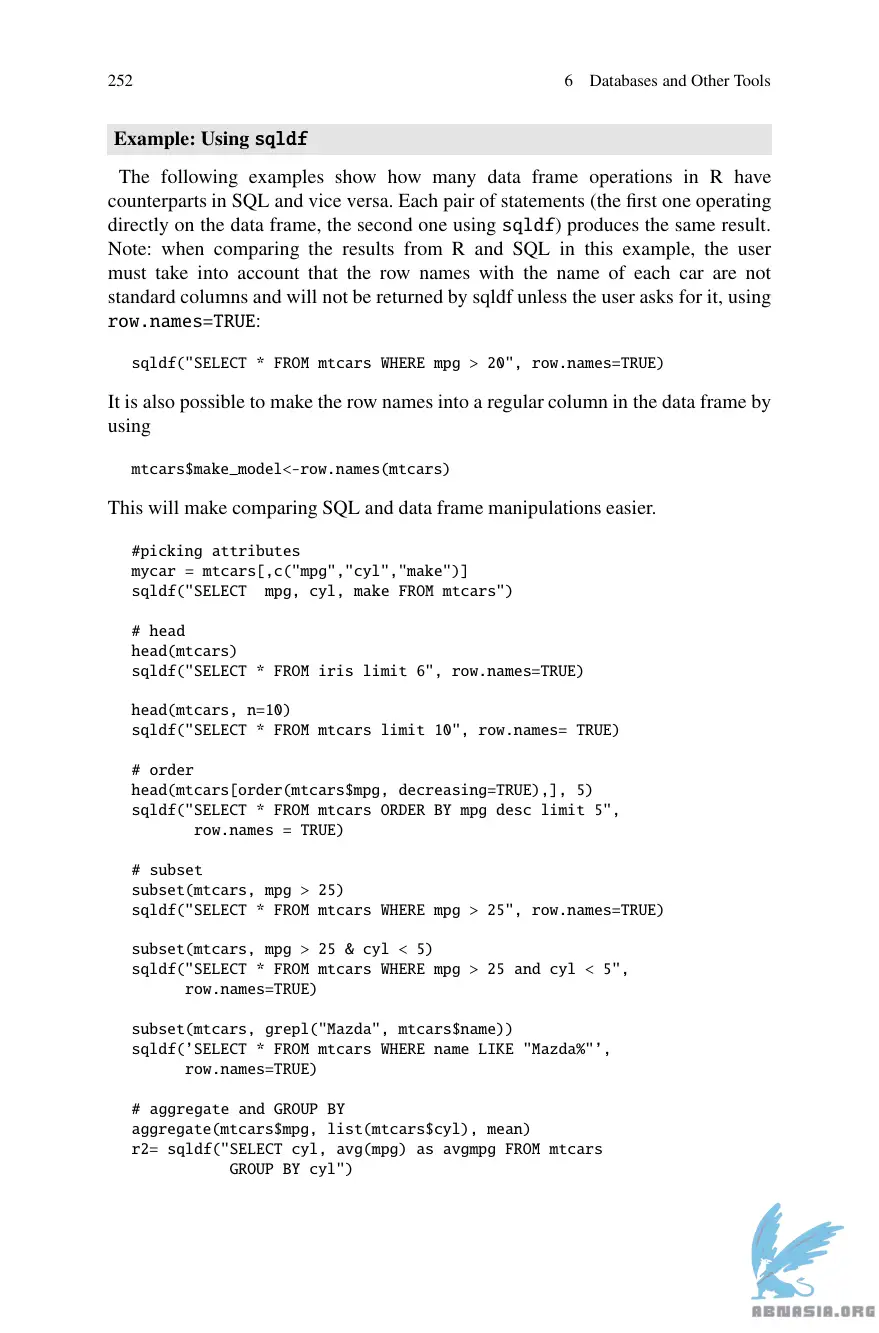 252 6 Databases and Other Tools
Example: Using sqldf
The following examples show how many data frame operations in R have
counterparts in SQL and vice versa. Each pair of statements (the first one operating
directly on the data frame, the second one using sqldf) produces the same result.
Note: when comparing the results from R and SQL in this example, the user
must take into account that the row names with the name of each car are not
standard columns and will not be returned by sqldf unless the user asks for it, using
row.names=TRUE:
sqldf("SELECT * FROM mtcars WHERE mpg > 20", row.names=TRUE)
It is also possible to make the row names into a regular column in the data frame by
using
mtcars$make_model<-row.names(mtcars)
This will make comparing SQL and data frame manipulations easier.
#picking attributes
mycar = mtcars[,c("mpg","cyl","make")]
sqldf("SELECT  mpg, cyl, make FROM mtcars")
# head
head(mtcars)
sqldf("SELECT * FROM iris limit 6", row.names=TRUE)
head(mtcars, n=10)
sqldf("SELECT * FROM mtcars limit 10", row.names= TRUE)
# order
head(mtcars[order(mtcars$mpg, decreasing=TRUE),], 5)
sqldf("SELECT * FROM mtcars ORDER BY mpg desc limit 5",
row.names = TRUE)
# subset
subset(mtcars, mpg > 25)
sqldf("SELECT * FROM mtcars WHERE mpg > 25", row.names=TRUE)
subset(mtcars, mpg > 25 & cyl < 5)
sqldf("SELECT * FROM mtcars WHERE mpg > 25 and cyl < 5",
row.names=TRUE)
subset(mtcars, grepl("Mazda", mtcars$name))
sqldf(’SELECT * FROM mtcars WHERE name LIKE "Mazda%"’,
row.names=TRUE)
# aggregate and GROUP BY
aggregate(mtcars$mpg, list(mtcars$cyl), mean)
r2= sqldf("SELECT cyl, avg(mpg) as avgmpg FROM mtcars
GROUP BY cyl")
ABNASIA.ORG